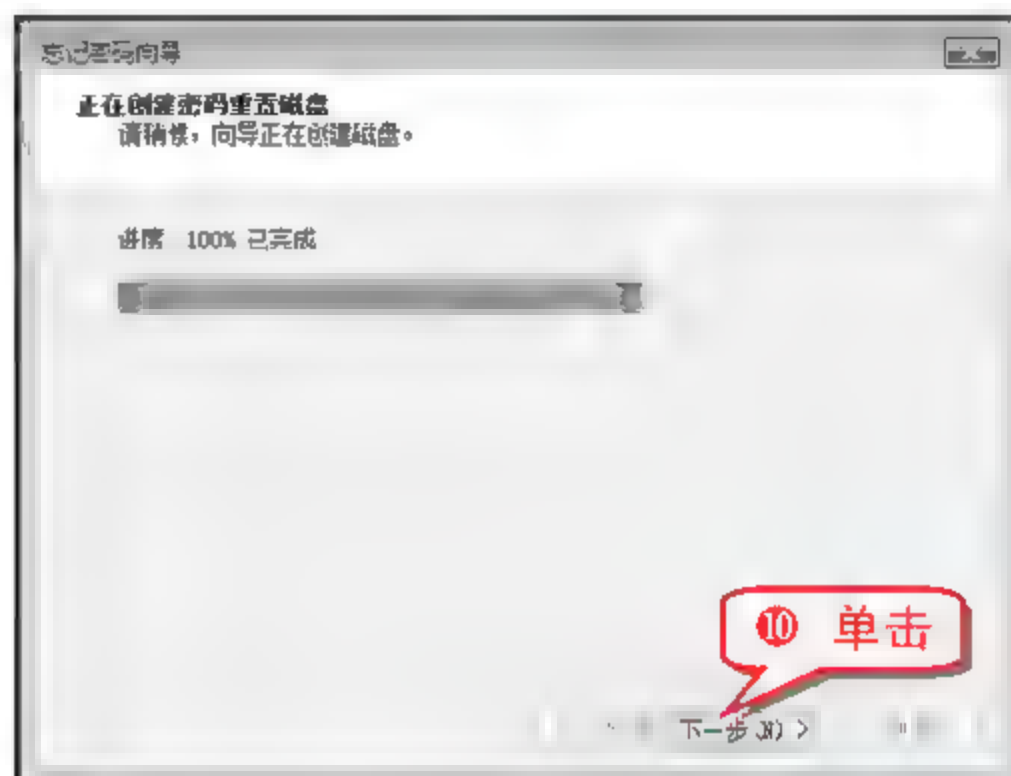 忘记密码向导
正在创建密码重置磁盘
请稍候，向导正在创建磁盘。
进度 100% 已完成
⑩ 单击
下一步(N) >